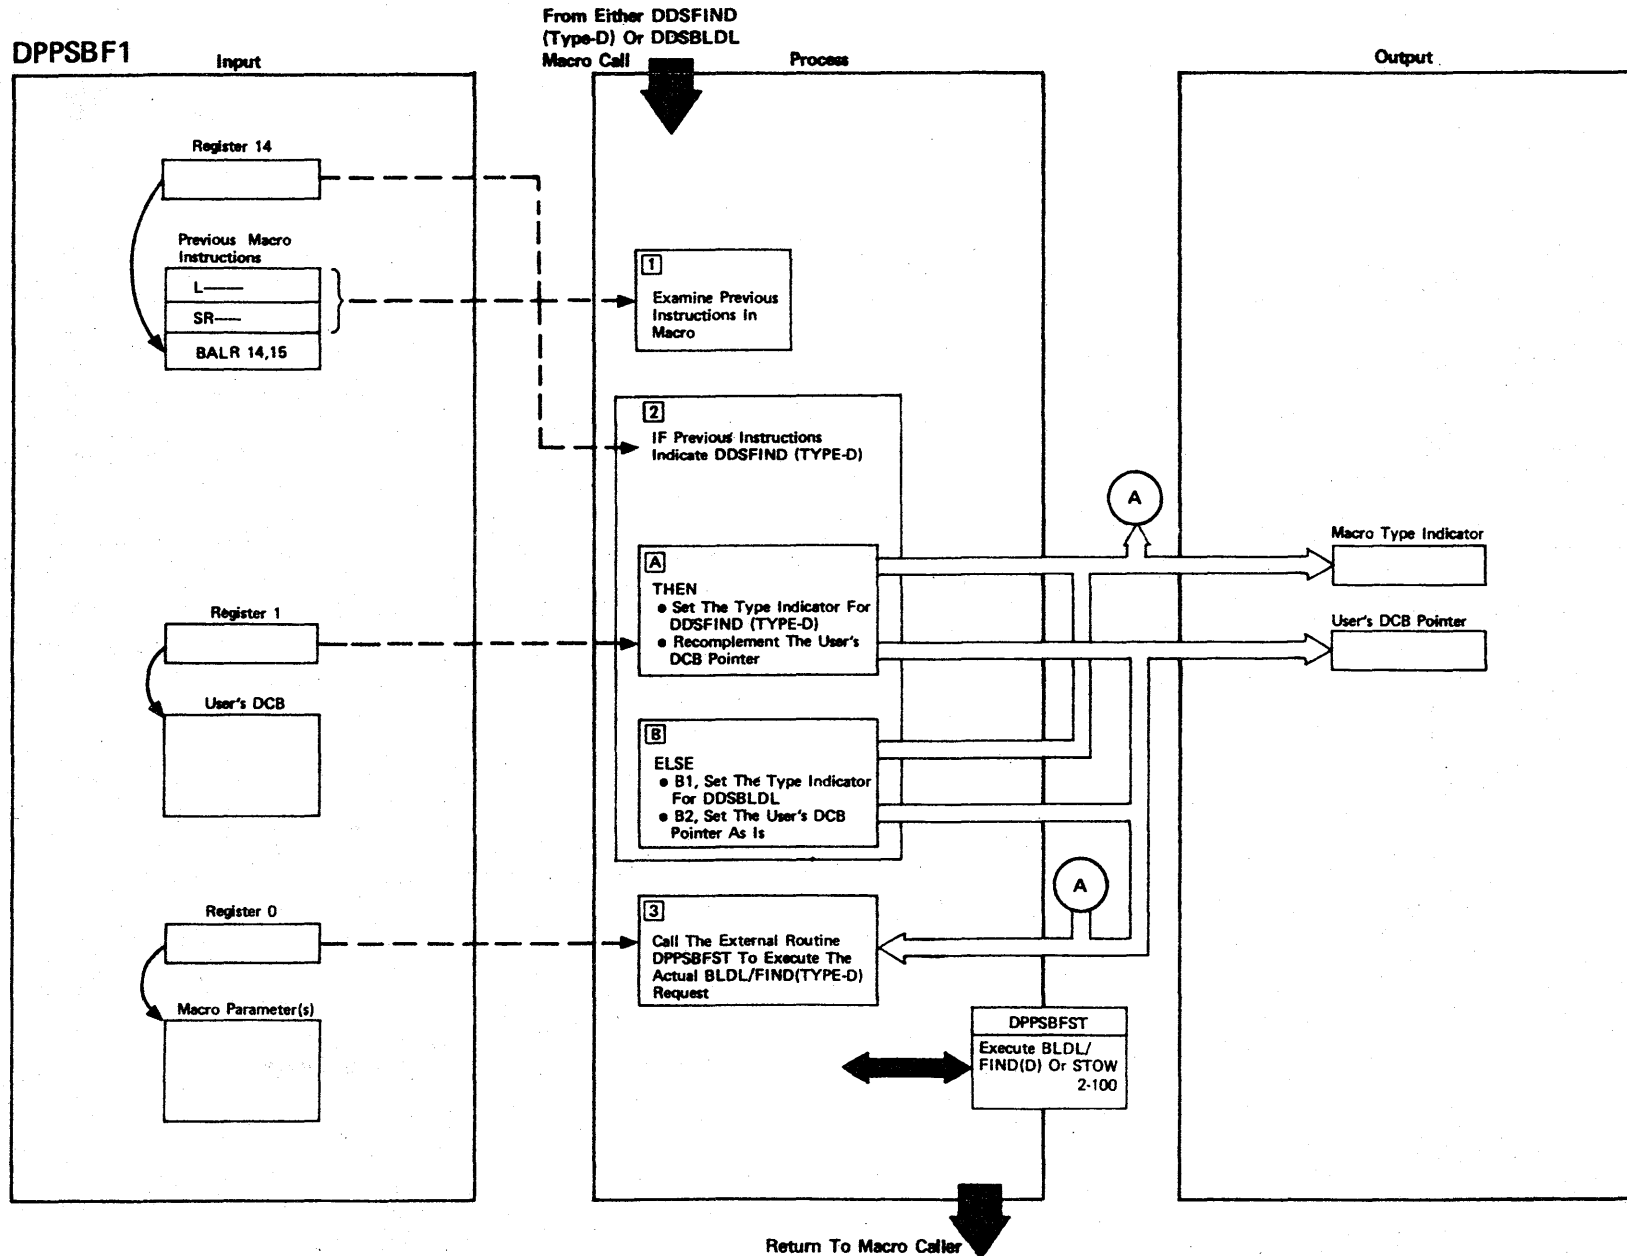 DPPSBF1
Input
From Either DDSFIND
(Type-D) Or DDSBLDL
Macro Call
Process
Output
Register 14
Previous Macro
Instructions
L——
SR——
BALR 14,15
1
Examine Previous
Instructions In
Macro
2
IF Previous Instructions
Indicate DDSFIND (TYPE-D)
A
Macro Type Indicator
A
THEN
● Set The Type Indicator For
DDSFIND (TYPE-D)
● Recomplement The User's
DCB Pointer
User's DCB Pointer
Register 1
User's DCB
B
ELSE
● B1, Set The Type Indicator
For DDSBLDL
● B2, Set The User's DCB
Pointer As Is
A
Register 0
Macro Parameter(s)
3
Call The External Routine
DPPSBFST To Execute The
Actual BLDL/FIND(TYPE-D)
Request
DPPSBFST
Execute BLDL/
FIND(D) Or STOW
2-100
Return To Macro Caller